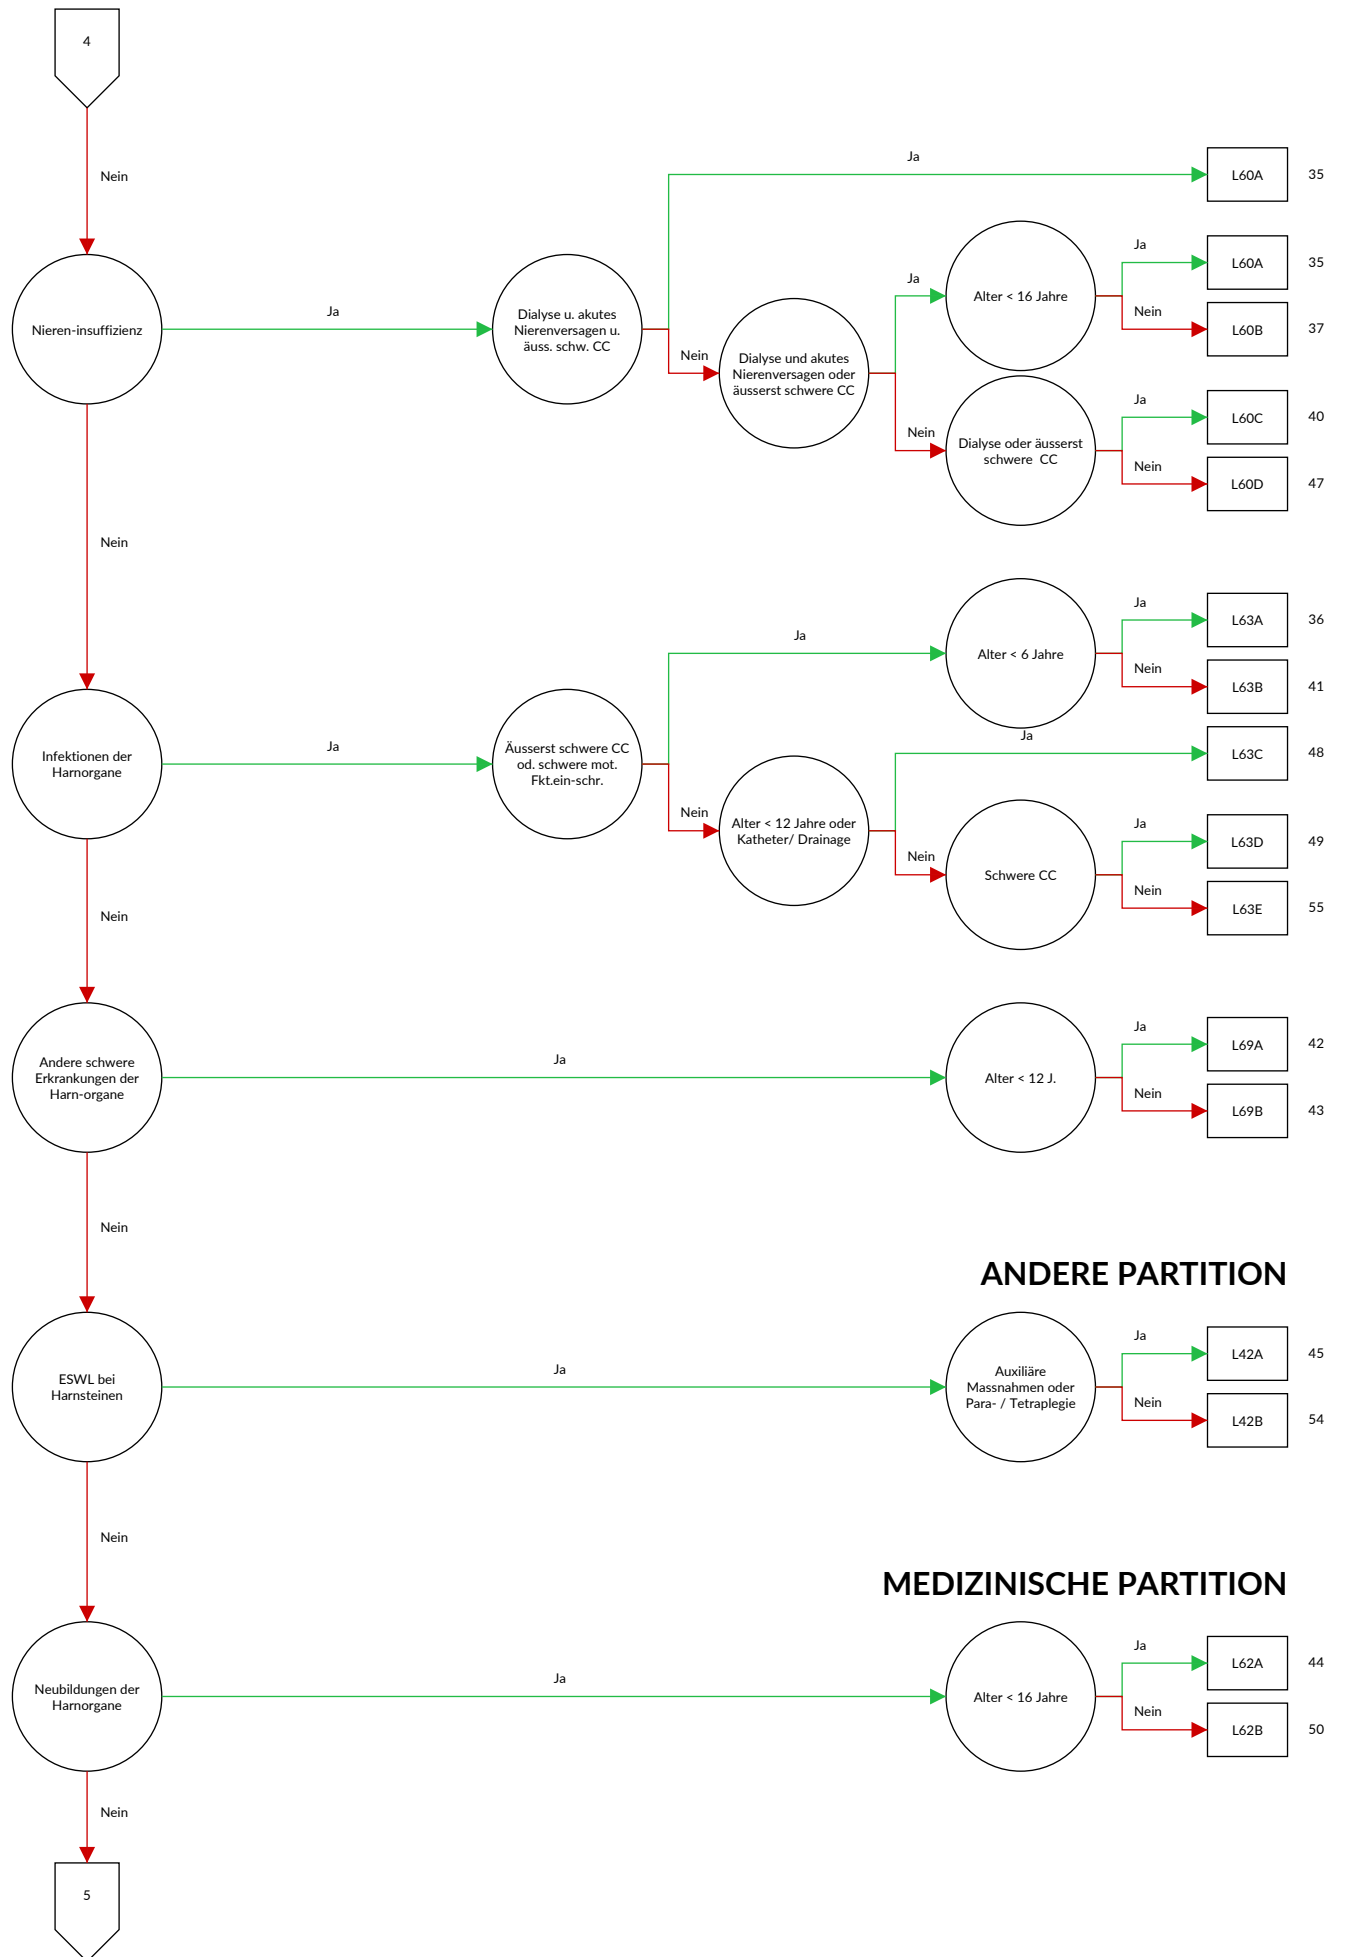 4
Nein
Ja
L60A 35
Ja
L60A 35
Ja
Alter < 16 Jahre
Nein
L60B 37
Nieren-insuffizienz
Ja
Dialyse u. akutes
Nierenversagen u.
äuss. schw. CC
Nein
Dialyse und akutes
Nierenversagen oder
äusserst schwere CC
Ja
L60C 40
Nein
Dialyse oder äusserst
schwere CC
Nein
L60D 47
Nein
Ja
L63A 36
Ja
Alter < 6 Jahre
Nein
L63B 41
Ja
L63C 48
Infektionen der
Harnorgane
Ja
Äusserst schwere CC
od. schwere mot.
Fkt.ein-schr.
Nein
Alter < 12 Jahre oder
Katheter/ Drainage
Ja
L63D 49
Nein
Schwere CC
Nein
L63E 55
Nein
Andere schwere
Erkrankungen der
Harn-organe
Ja
Alter < 12 J.
Ja
L69A 42
Nein
L69B 43
Nein
ANDERE PARTITION
ESWL bei
Harnsteinen
Ja
Auxiliäre
Massnahmen oder
Para- / Tetraplegie
Ja
L42A 45
Nein
L42B 54
Nein
MEDIZINISCHE PARTITION
Neubildungen der
Harnorgane
Ja
Alter < 16 Jahre
Ja
L62A 44
Nein
L62B 50
Nein
5